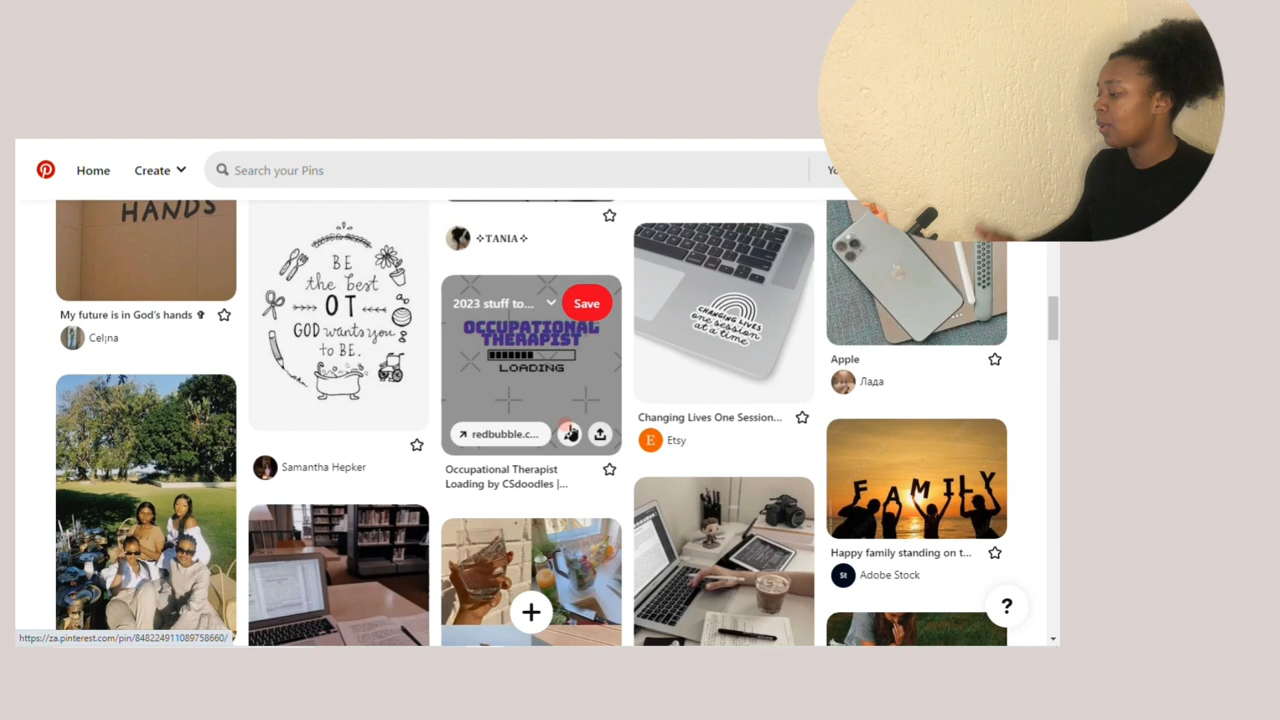 Home
Create
Search your Pins
HANDS
My future is in God's hands ✞
Cel¡na
BE
the best
OT
GOD wants you
to BE.
Samantha Hepker
✧TANIA✧
2023 stuff to...
Save
OCCUPATIONAL
THERAPIST
LOADING
redbubble.c...
Occupational Therapist
Loading by CSdoodles |...
CHANGING LIVES
one session
at a time
Changing Lives One Session...
E
Etsy
Apple
Лада
FAMILY
Happy family standing on t...
St
Adobe Stock
?
https://za.pinterest.com/pin/848224911089758660/